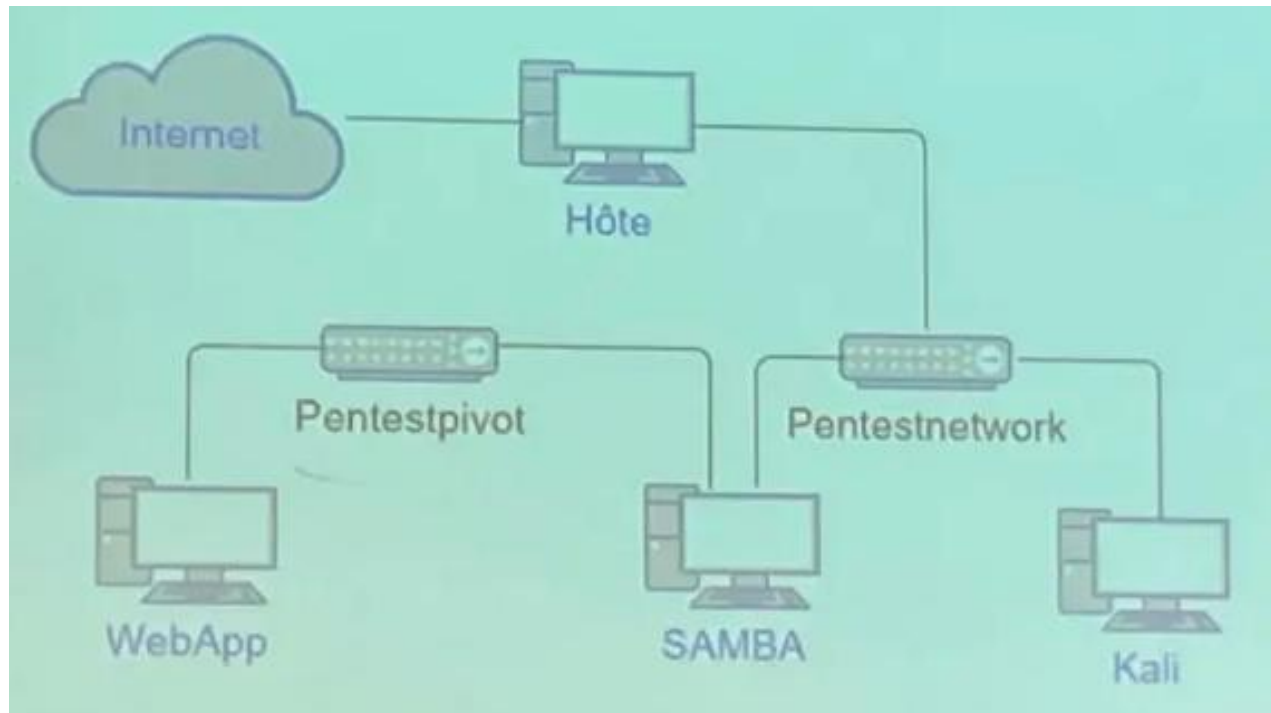 Internet
Hôte
Pentestpivot
Pentestnetwork
WebApp
SAMBA
Kali